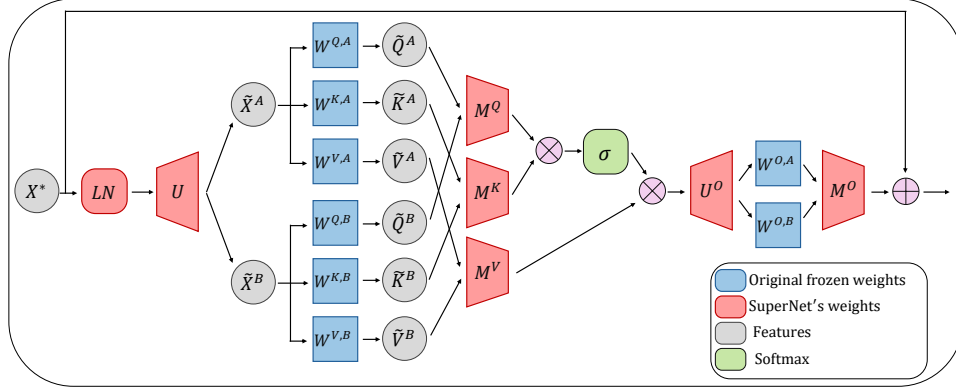 X*
LN
U
X̃^A
X̃^B
W^{Q,A}
Q̃^A
W^{K,A}
K̃^A
W^{V,A}
Ṽ^A
W^{Q,B}
Q̃^B
W^{K,B}
K̃^B
W^{V,B}
Ṽ^B
M^Q
M^K
M^V
σ
U^O
W^{O,A}
W^{O,B}
M^O
Original frozen weights
SuperNet's weights
Features
Softmax